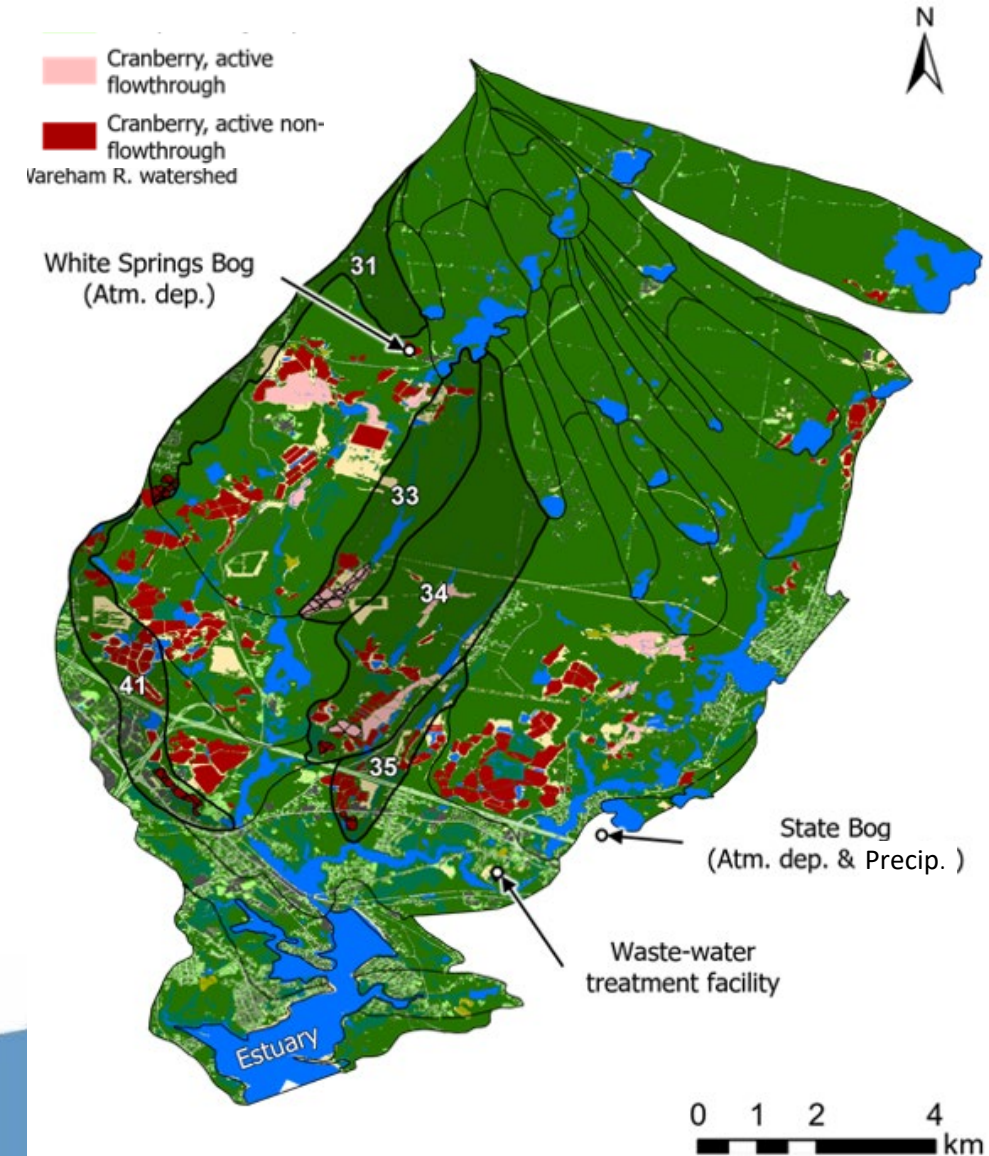 N
Cranberry, active
flowthrough
Cranberry, active non-
flowthrough
Wareham R. watershed
White Springs Bog
(Atm. dep.)
31
33
34
41
35
State Bog
(Atm. dep. & Precip. )
Waste-water
treatment facility
Estuary
0 1 2 4
km